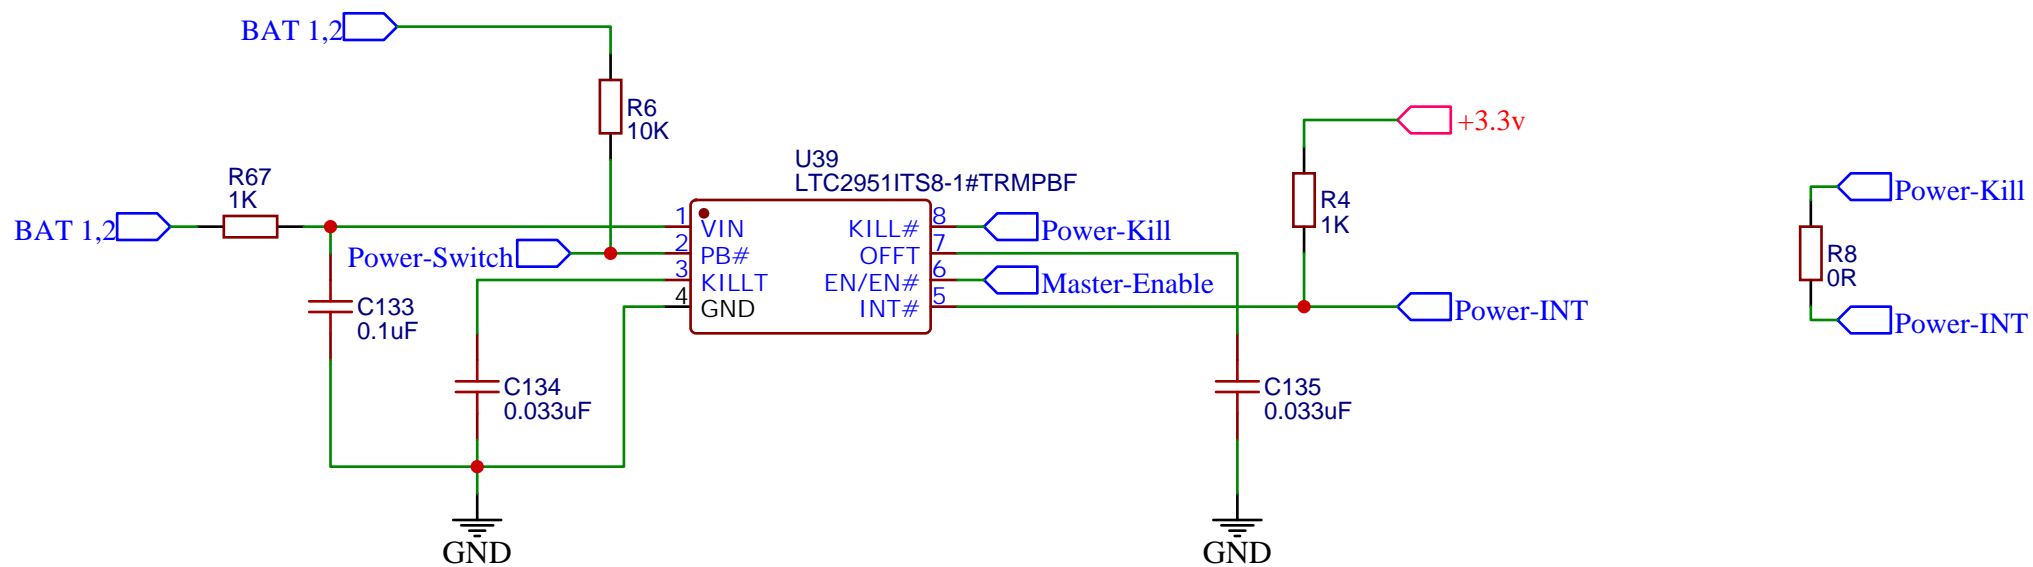 BAT 1,2
R6
10K
+3.3v
U39
LTC2951ITS8-1#TRMPBF
R67
1K
R4
1K
Power-Kill
BAT 1,2
1
VIN
KILL#
8
Power-Kill
Power-Switch
2
PB#
OFFT
7
R8
0R
3
KILLT
EN/EN#
6
Master-Enable
4
GND
INT#
5
Power-INT
Power-INT
C133
0.1uF
C134
0.033uF
C135
0.033uF
GND
GND